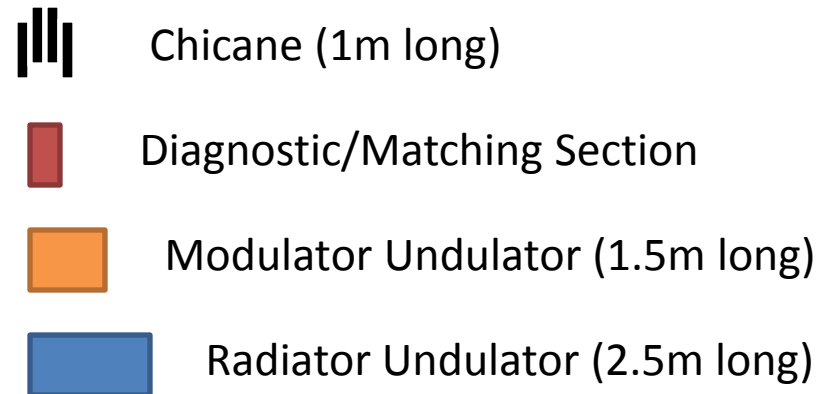 Chicane (1m long)
Diagnostic/Matching Section
Modulator Undulator (1.5m long)
Radiator Undulator (2.5m long)